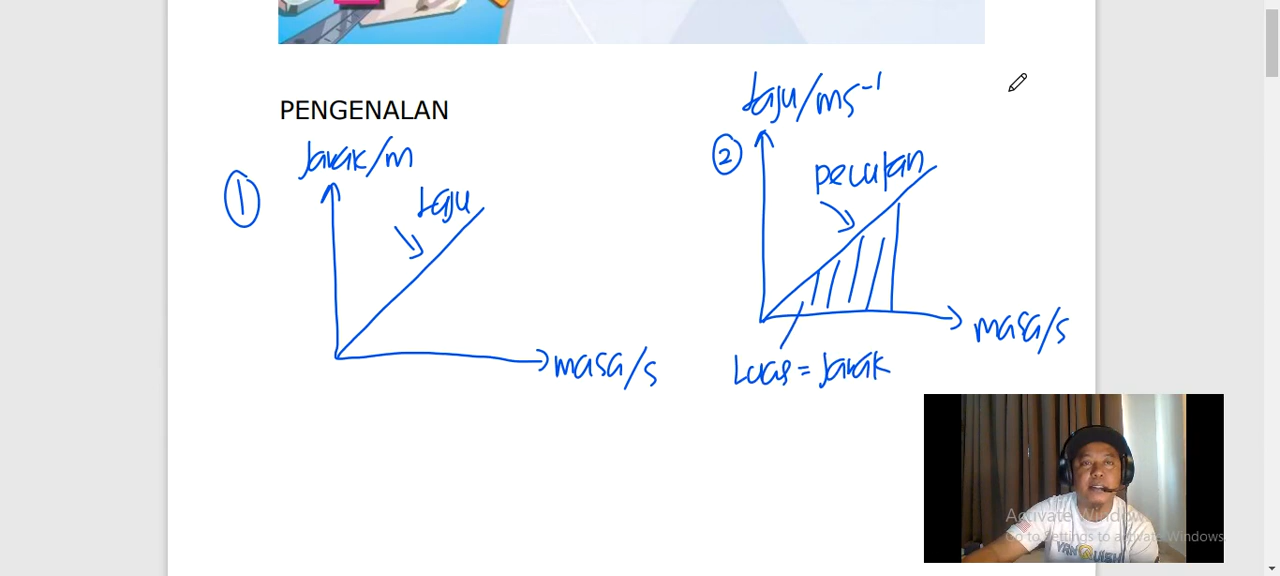 PENGENALAN
① Jarak/m
Laju
masa/s
② Laju/ms⁻¹
pecutan
masa/s
Luas = Jarak
Activate Windows
Go to Settings to activate Windows
YANQUISH